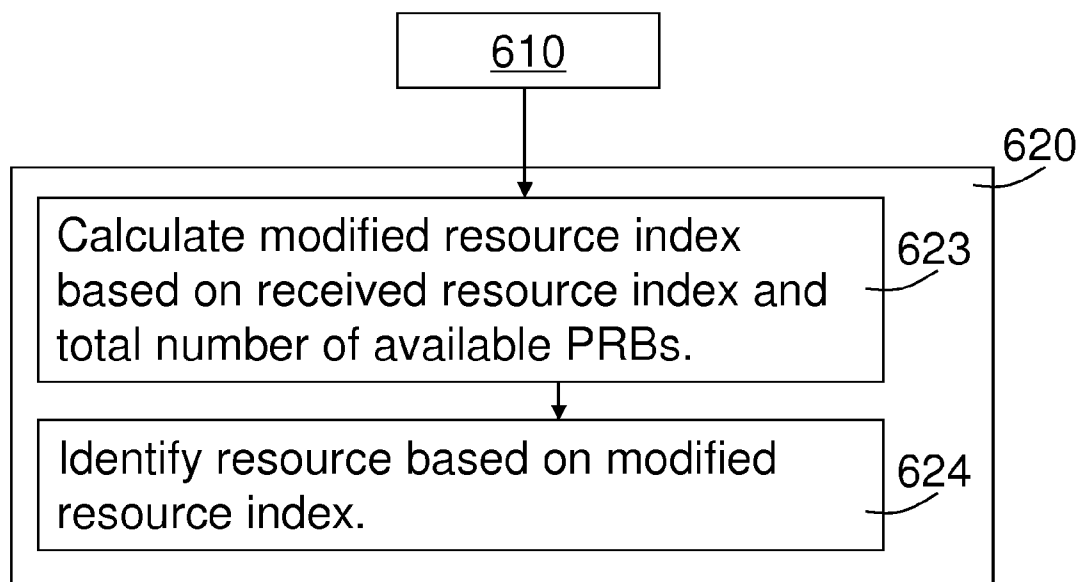 610
620
Calculate modified resource index
based on received resource index and
total number of available PRBs.
623
Identify resource based on modified
resource index.
624